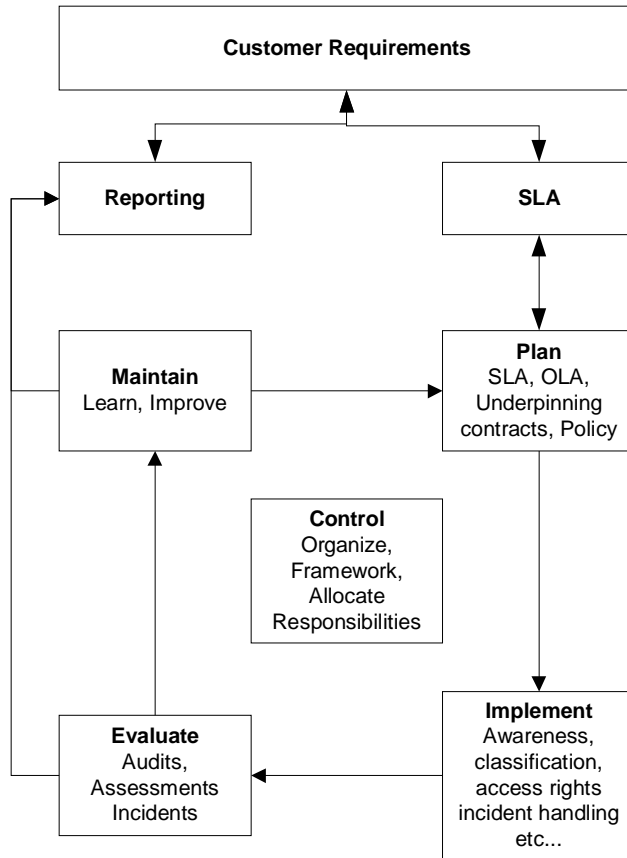 Customer Requirements
Reporting
SLA
Maintain
Learn, Improve
Plan
SLA, OLA,
Underpinning
contracts, Policy
Control
Organize,
Framework,
Allocate
Responsibilities
Evaluate
Audits,
Assessments
Incidents
Implement
Awareness,
classification,
access rights
incident handling
etc...